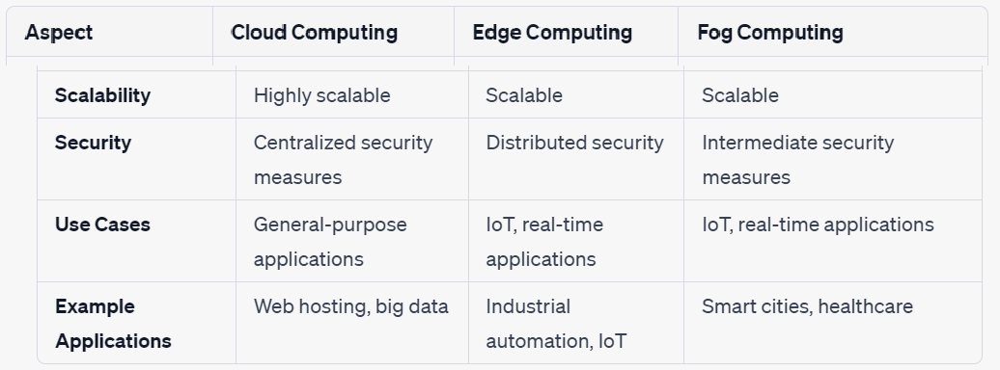 Aspect Cloud Computing Edge Computing Fog Computing
Scalability Highly scalable Scalable Scalable
Security Centralized security Distributed security Intermediate security
measures measures
Use Cases General-purpose IoT, real-time IoT, real-time applications
applications applications
Example Web hosting, big data Industrial Smart cities, healthcare
Applications automation, IoT